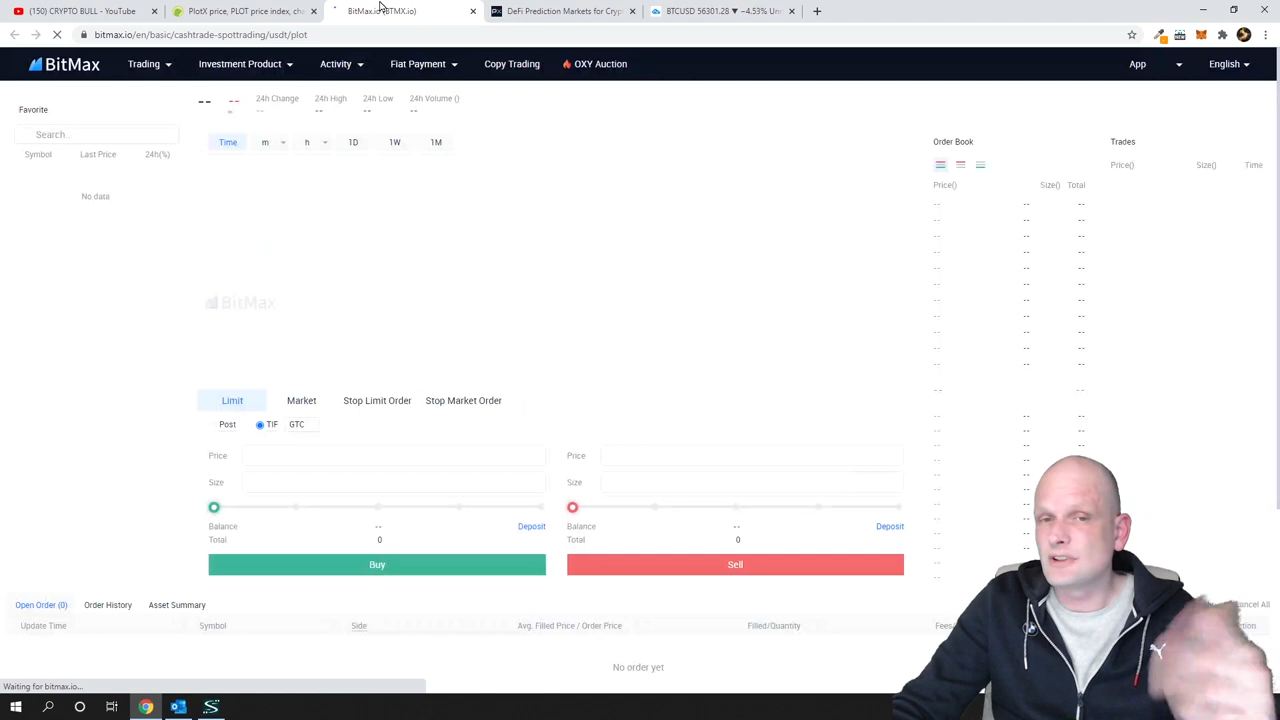 (150) CRYPTO BULL - YouTube
PlotX price, PLOT price index, cha
BitMax.io (BTMX.io)
DeFi Prediction Markets for Crypt
BTCUSD 56301.28 ▼ −4.53% Un
bitmax.io/en/basic/cashtrade-spottrading/usdt/plot
BitMax
Trading
Investment Product
Activity
Fiat Payment
Copy Trading
OXY Auction
App
English
Favorite
Search..
Symbol
Last Price
24h(%)
No data
-- --
24h Change
--
24h High
--
24h Low
--
24h Volume ()
--
Time
m
h
1D
1W
1M
BitMax
Order Book
Price()
Size()
Total
Trades
Price()
Size()
Time
Limit
Market
Stop Limit Order
Stop Market Order
Post
TIF
GTC
Price
Size
Balance
--
Deposit
Total
0
Buy
Price
Size
Balance
--
Deposit
Total
0
Sell
Open Order (0)
Order History
Asset Summary
Cancel All
Update Time
Symbol
Side
Avg. Filled Price / Order Price
Filled/Quantity
No order yet
Waiting for bitmax.io...